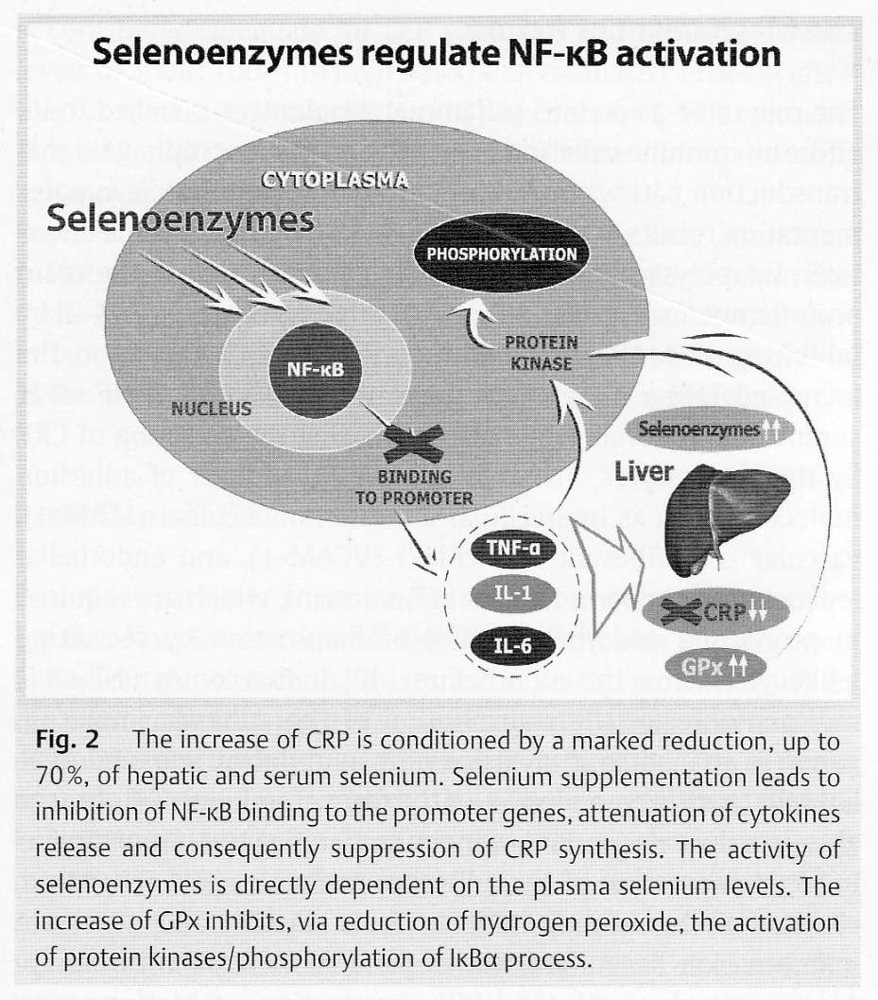 Selenoenzymes regulate NF-κB activation
CYTOPLASMA
Selenoenzymes
PHOSPHORYLATION
PROTEIN
KINASE
NF-κB
NUCLEUS
BINDING
TO PROMOTER
Selenoenzymes
Liver
TNF-α
IL-1
IL-6
CRP
GPx
Fig. 2 The increase of CRP is conditioned by a marked reduction, up to
70%, of hepatic and serum selenium. Selenium supplementation leads to
inhibition of NF-κB binding to the promoter genes, attenuation of cytokines
release and consequently suppression of CRP synthesis. The activity of
selenoenzymes is directly dependent on the plasma selenium levels. The
increase of GPx inhibits, via reduction of hydrogen peroxide, the activation
of protein kinases/phosphorylation of IκBα process.